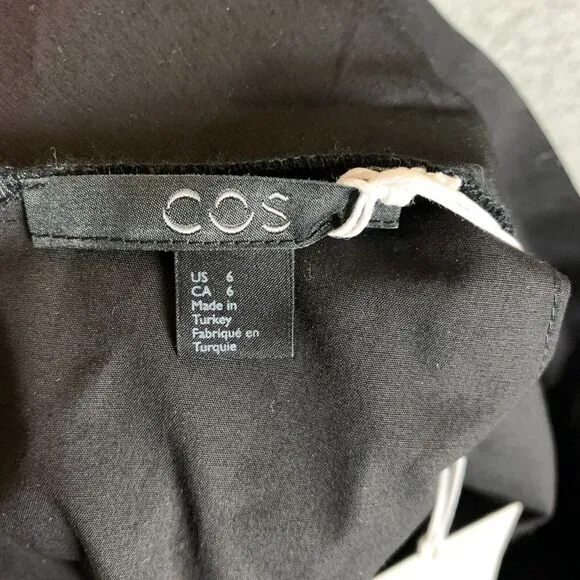 COS
US 6
CA 6
Made in
Turkey
Fabriqué en
Turquie